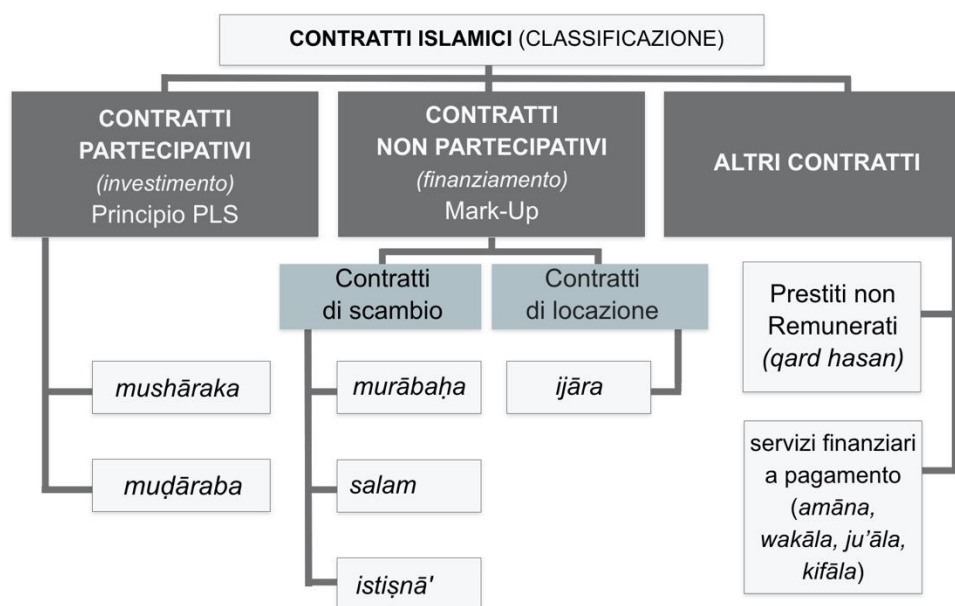 CONTRATTI ISLAMICI (CLASSIFICAZIONE)
CONTRATTI
PARTECIPATIVI
(investimento)
Principio PLS
CONTRATTI
NON PARTECIPATIVI
(finanziamento)
Mark-Up
ALTRI CONTRATTI
Contratti
di scambio
Contratti
di locazione
mushāraka
muḍāraba
murābaḥa
salam
istiṣnā'
ijāra
Prestiti non
Remunerati
(qard hasan)
servizi finanziari
a pagamento
(amāna,
wakāla, ju’āla,
kifāla)